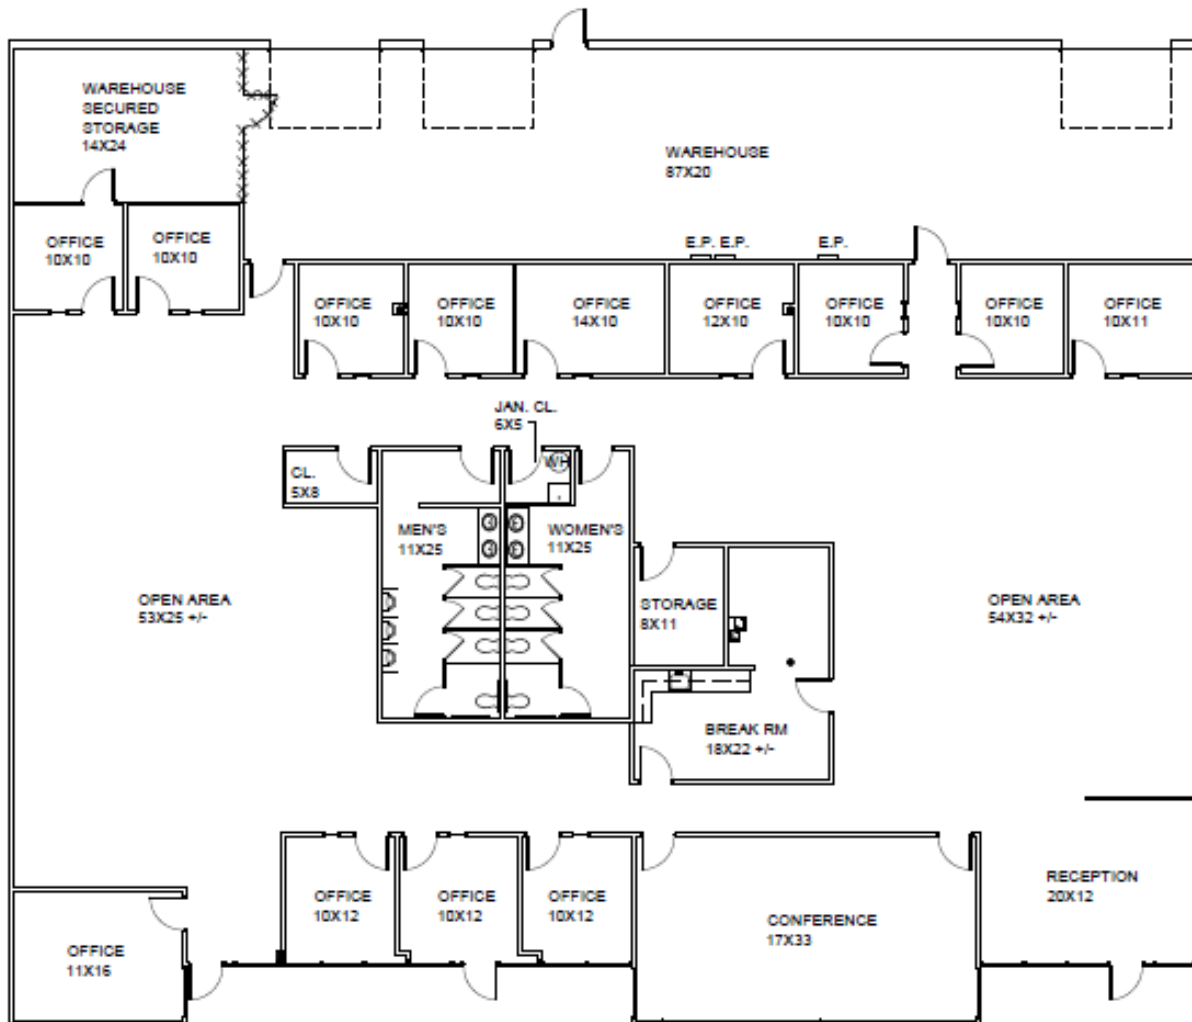 WAREHOUSE
SECURED
STORAGE
14X24
WAREHOUSE
87X20
OFFICE
10X10
OFFICE
10X10
E.P. E.P.
E.P.
OFFICE
10X10
OFFICE
10X10
OFFICE
14X10
OFFICE
12X10
OFFICE
10X10
OFFICE
10X10
OFFICE
10X11
JAN. CL.
6X5
WH
CL.
5X8
MEN'S
11X25
WOMEN'S
11X25
OPEN AREA
53X25 +/-
STORAGE
8X11
OPEN AREA
54X32 +/-
BREAK RM
18X22 +/-
OFFICE
10X12
OFFICE
10X12
OFFICE
10X12
CONFERENCE
17X33
RECEPTION
20X12
OFFICE
11X16